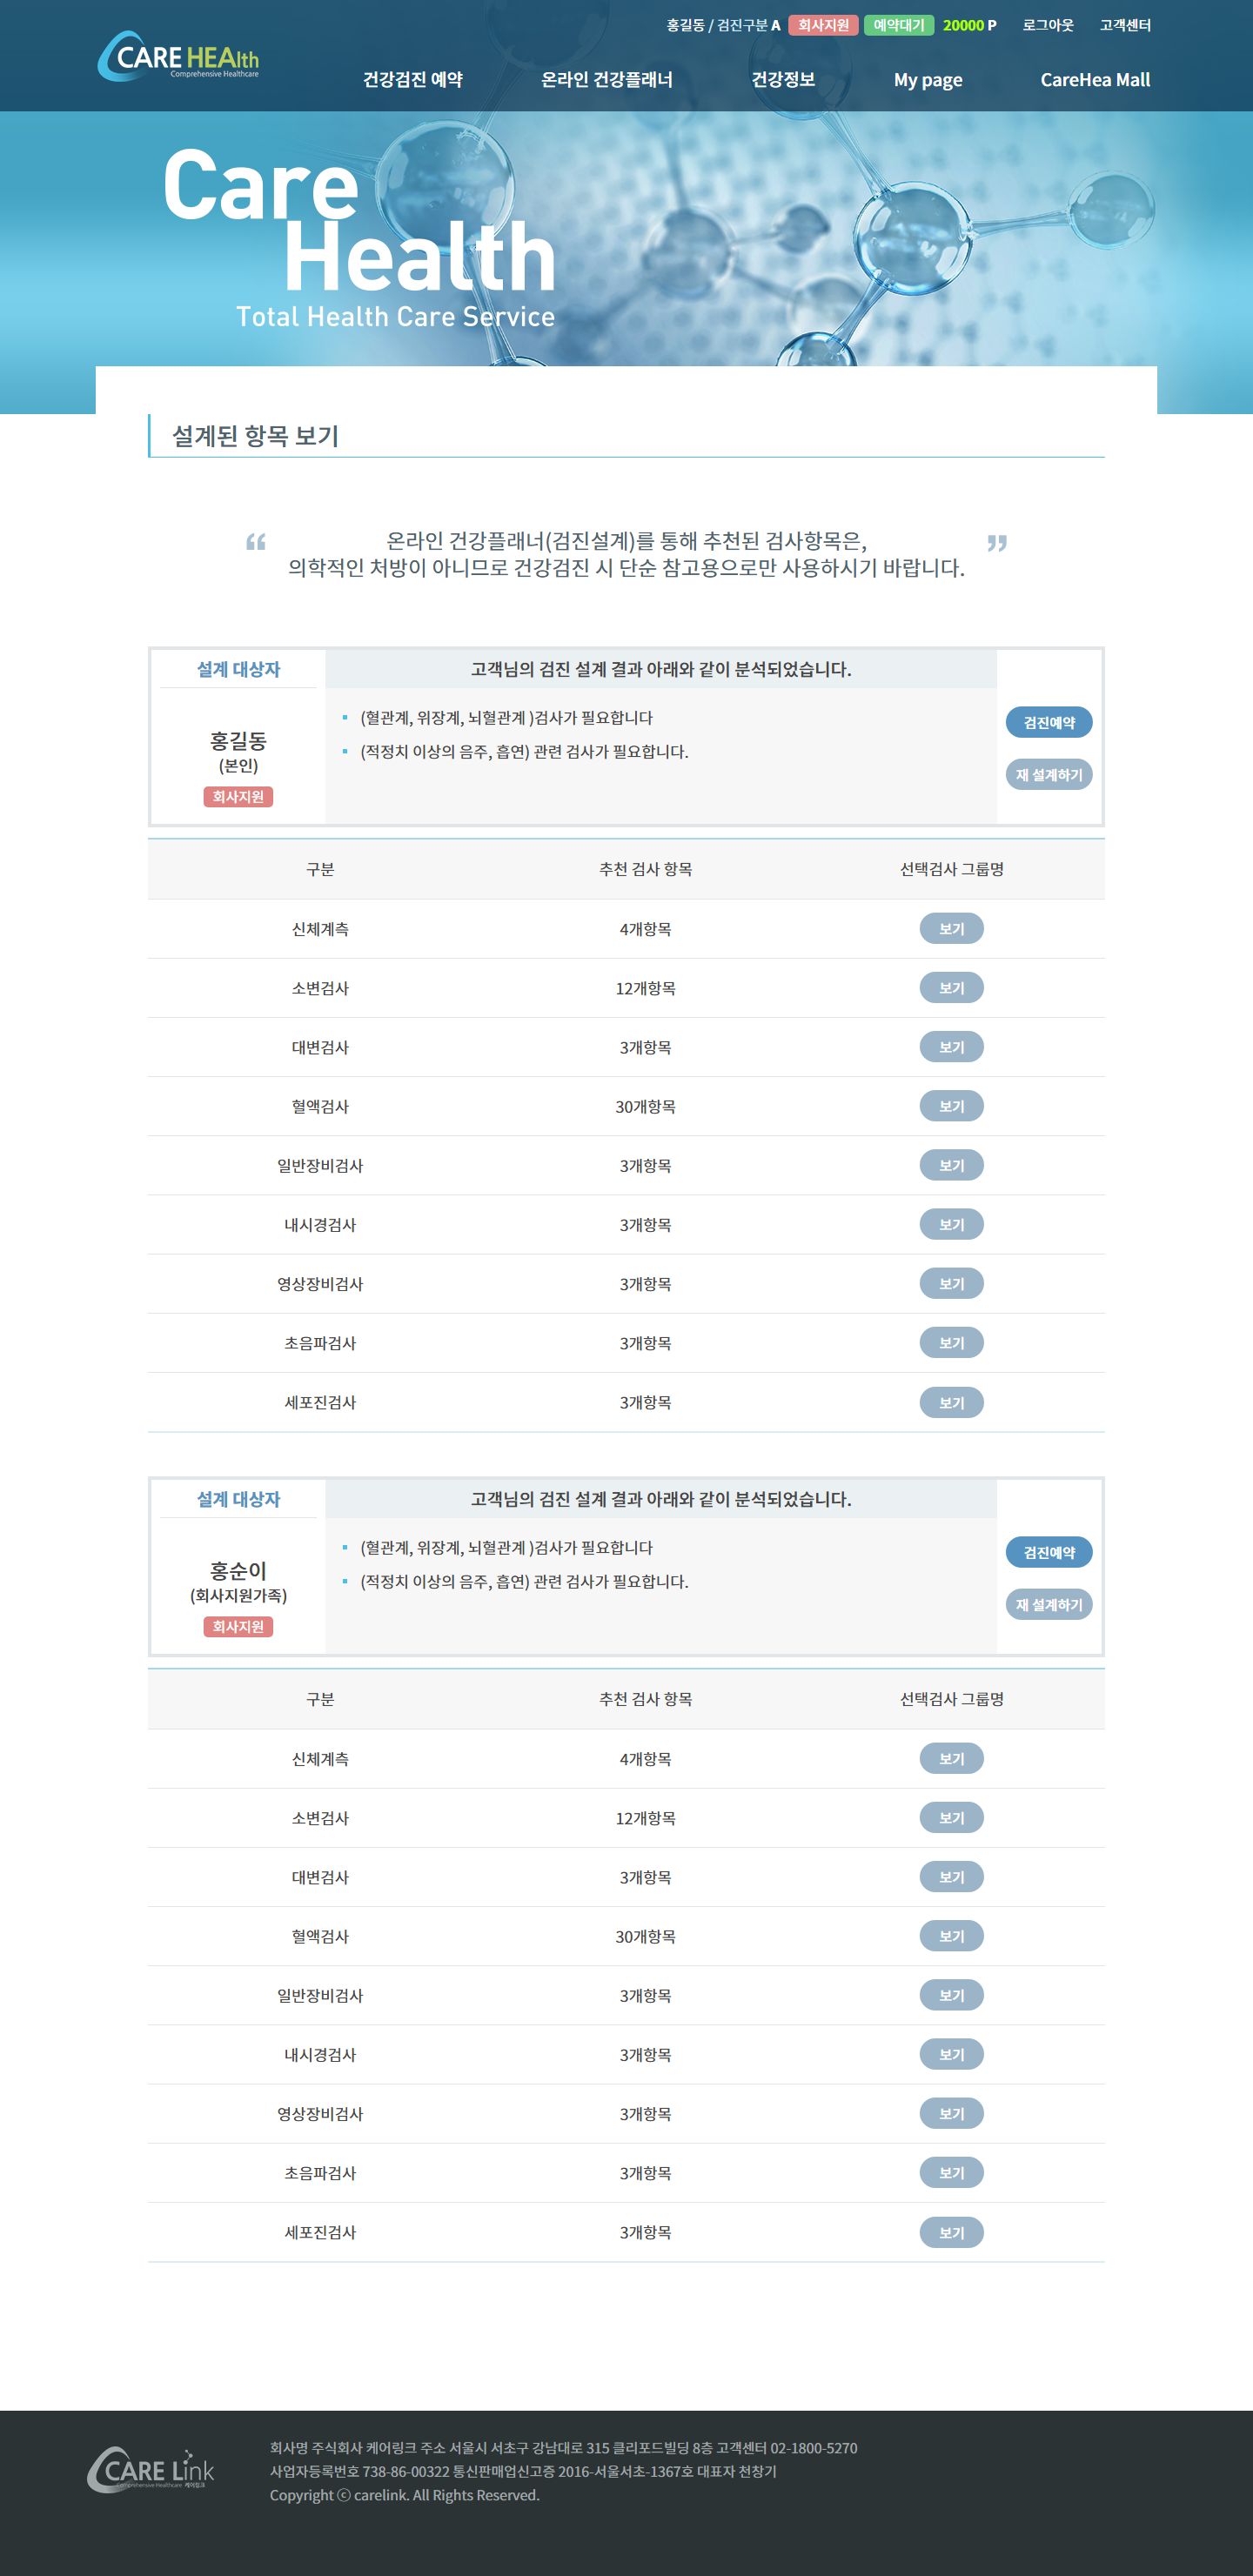 홍길동 / 검진구분 A 회사지원 예약대기 20000 P 로그아웃 고객센터
CARE HEAlth
Comprehensive Healthcare
건강검진 예약 온라인 건강플래너 건강정보 My page CareHea Mall
Care
Health
Total Health Care Service
설계된 항목 보기
“ 온라인 건강플래너(검진설계)를 통해 추천된 검사항목은, ”
의학적인 처방이 아니므로 건강검진 시 단순 참고용으로만 사용하시기 바랍니다.
설계 대상자 고객님의 검진 설계 결과 아래와 같이 분석되었습니다.
(혈관계, 위장계, 뇌혈관계 )검사가 필요합니다
검진예약
홍길동
(적정치 이상의 음주, 흡연) 관련 검사가 필요합니다.
(본인)
재 설계하기
회사지원
구분 추천 검사 항목 선택검사 그룹명
신체계측 4개항목 보기
소변검사 12개항목 보기
대변검사 3개항목 보기
혈액검사 30개항목 보기
일반장비검사 3개항목 보기
내시경검사 3개항목 보기
영상장비검사 3개항목 보기
초음파검사 3개항목 보기
세포진검사 3개항목 보기
설계 대상자 고객님의 검진 설계 결과 아래와 같이 분석되었습니다.
(혈관계, 위장계, 뇌혈관계 )검사가 필요합니다
검진예약
홍순이
(적정치 이상의 음주, 흡연) 관련 검사가 필요합니다.
(회사지원가족)
재 설계하기
회사지원
구분 추천 검사 항목 선택검사 그룹명
신체계측 4개항목 보기
소변검사 12개항목 보기
대변검사 3개항목 보기
혈액검사 30개항목 보기
일반장비검사 3개항목 보기
내시경검사 3개항목 보기
영상장비검사 3개항목 보기
초음파검사 3개항목 보기
세포진검사 3개항목 보기
CARE Link
Comprehensive Healthcare 케어링크
회사명 주식회사 케어링크 주소 서울시 서초구 강남대로 315 클리포드빌딩 8층 고객센터 02-1800-5270
사업자등록번호 738-86-00322 통신판매업신고증 2016-서울서초-1367호 대표자 천창기
Copyright ⓒ carelink. All Rights Reserved.